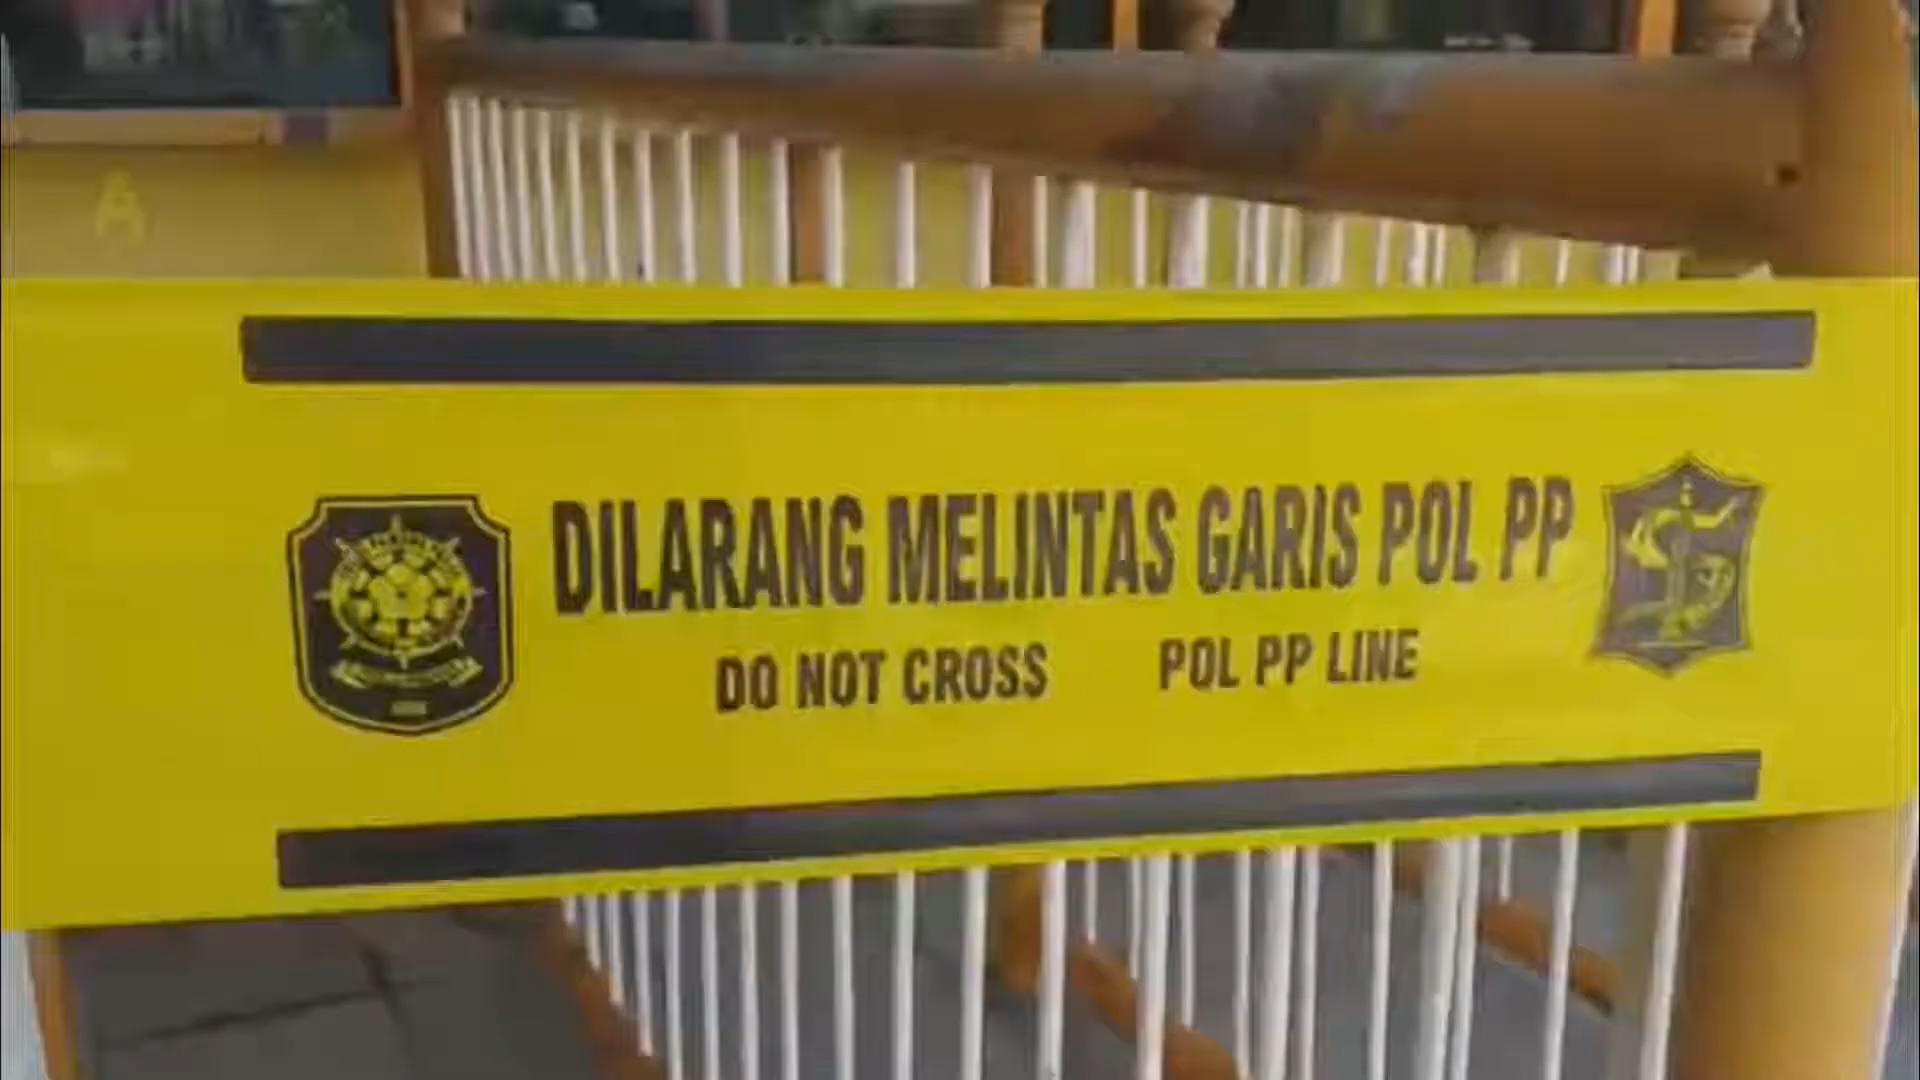 A
DILARANG MELINTAS GARIS POL PP
DO NOT CROSS POL PP LINE